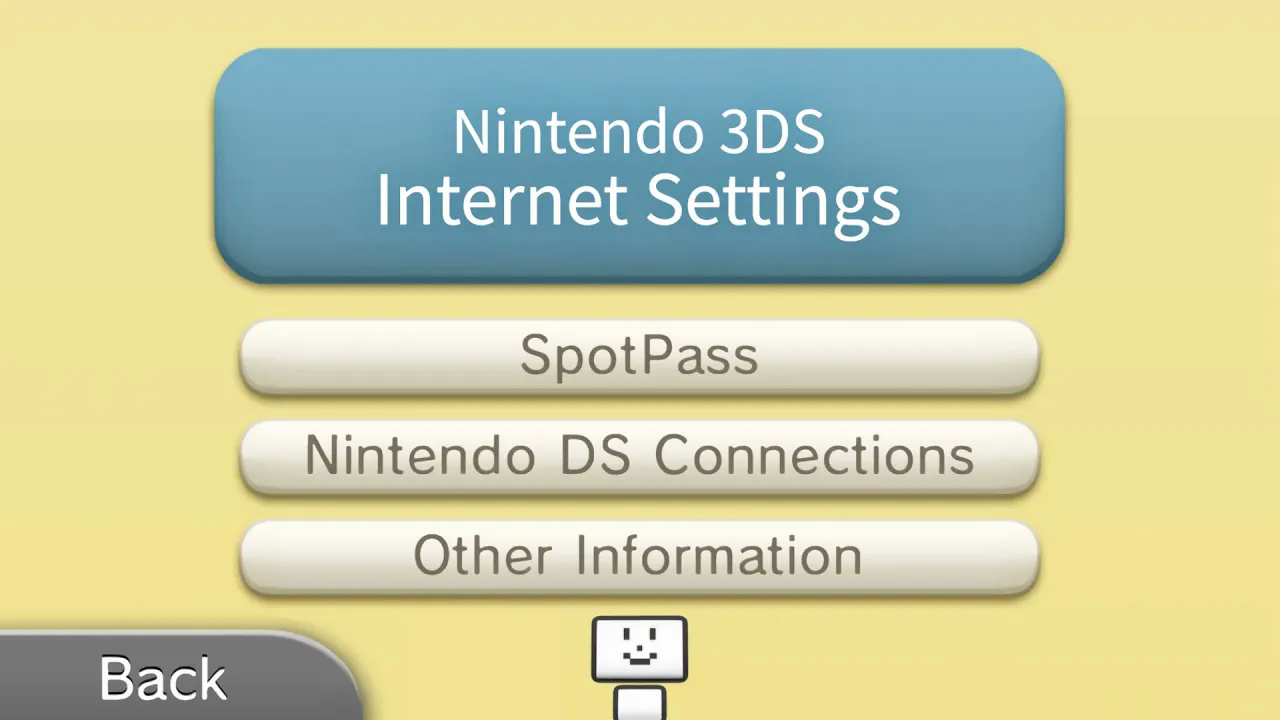 Nintendo 3DS
Internet Settings
SpotPass
Nintendo DS Connections
Other Information
Back